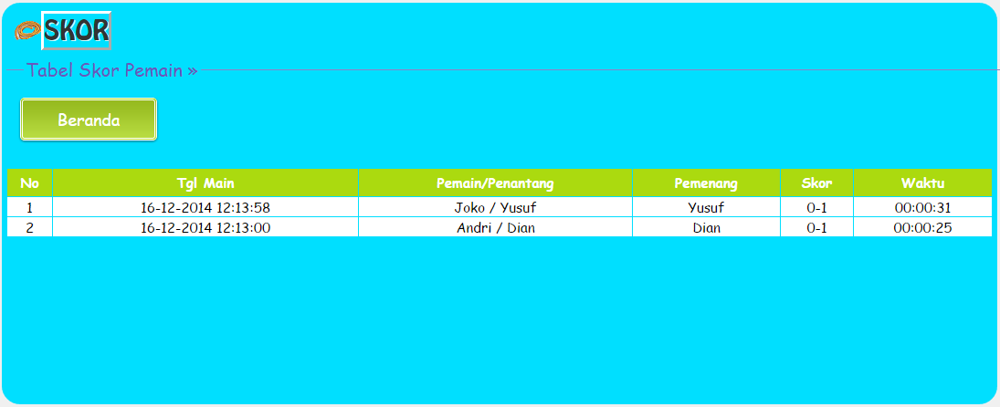 SKOR
Tabel Skor Pemain »
Beranda
No Tgl Main Pemain/Penantang Pemenang Skor Waktu
1 16-12-2014 12:13:58 Joko / Yusuf Yusuf 0-1 00:00:31
2 16-12-2014 12:13:00 Andri / Dian Dian 0-1 00:00:25